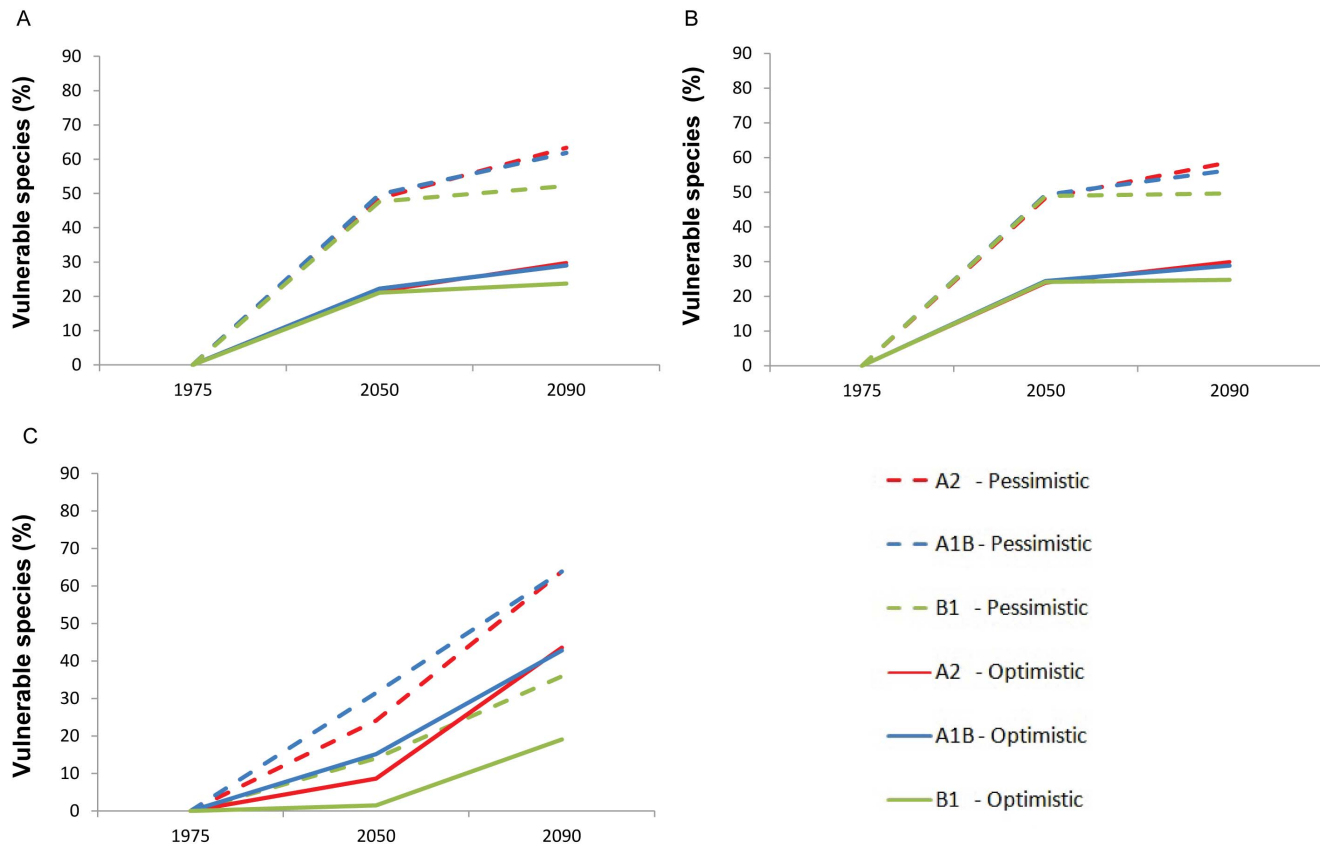 A
Vulnerable species (%)
90
80
70
60
50
40
30
20
10
0
1975 2050 2090
B
Vulnerable species (%)
90
80
70
60
50
40
30
20
10
0
1975 2050 2090
C
Vulnerable species (%)
90
80
70
60
50
40
30
20
10
0
1975 2050 2090
A2 - Pessimistic
A1B - Pessimistic
B1 - Pessimistic
A2 - Optimistic
A1B - Optimistic
B1 - Optimistic